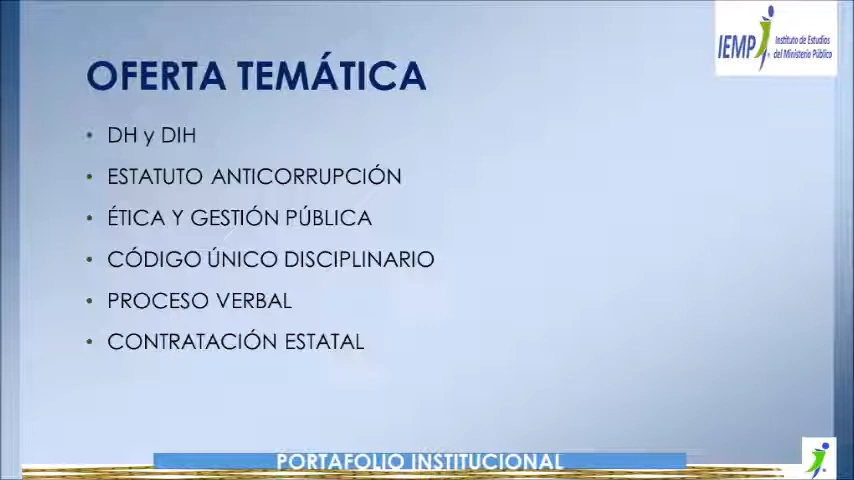 IEMP
Instituto de Estudios
del Ministerio Público
OFERTA TEMÁTICA
• DH y DIH
• ESTATUTO ANTICORRUPCIÓN
• ÉTICA Y GESTIÓN PÚBLICA
• CÓDIGO ÚNICO DISCIPLINARIO
• PROCESO VERBAL
• CONTRATACIÓN ESTATAL
PORTAFOLIO INSTITUCIONAL